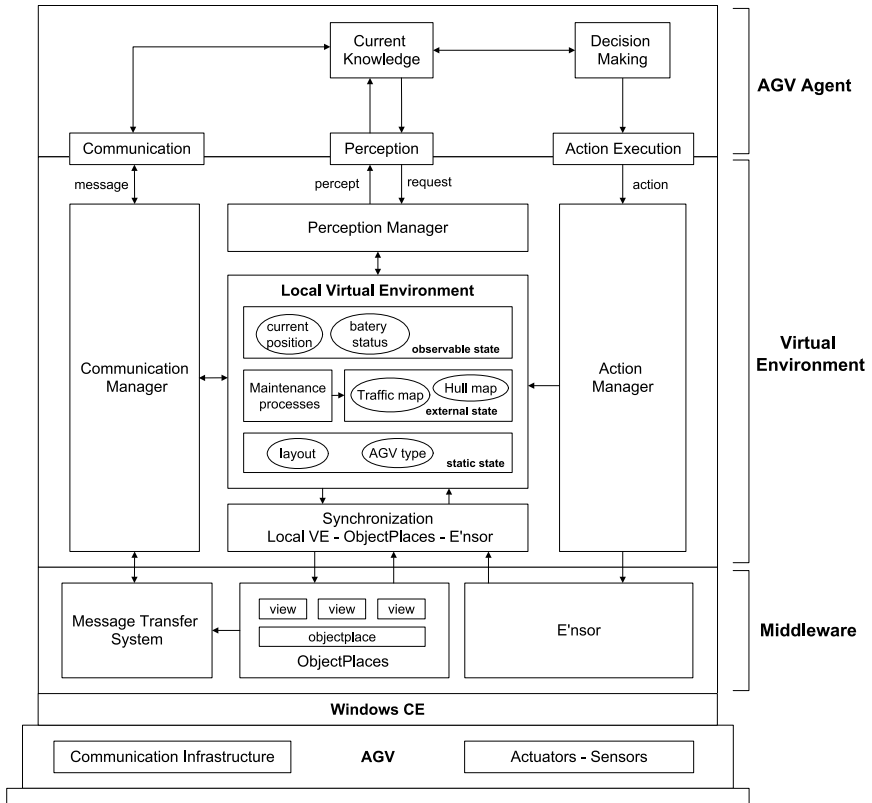 Current
Knowledge
Decision
Making
AGV Agent
Communication
Perception
Action Execution
message
percept
request
action
Perception Manager
Local Virtual Environment
current
position
batery
status
observable state
Communication
Manager
Maintenance
processes
Traffic map
Hull map
external state
Action
Manager
Virtual
Environment
layout
AGV type
static state
Synchronization
Local VE - ObjectPlaces - E'nsor
Message Transfer
System
view
view
view
objectplace
ObjectPlaces
E'nsor
Middleware
Windows CE
Communication Infrastructure
AGV
Actuators - Sensors